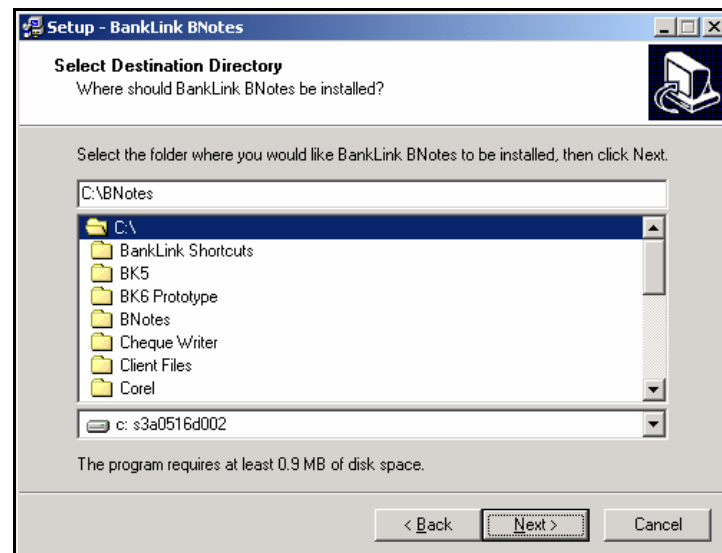 Setup - BankLink BNotes
Select Destination Directory
Where should BankLink BNotes be installed?
Select the folder where you would like BankLink BNotes to be installed, then click Next.
C:\BNotes
C:\
BankLink Shortcuts
BK5
BK6 Prototype
BNotes
Cheque Writer
Client Files
Corel
c: s3a0516d002
The program requires at least 0.9 MB of disk space.
< Back Next > Cancel